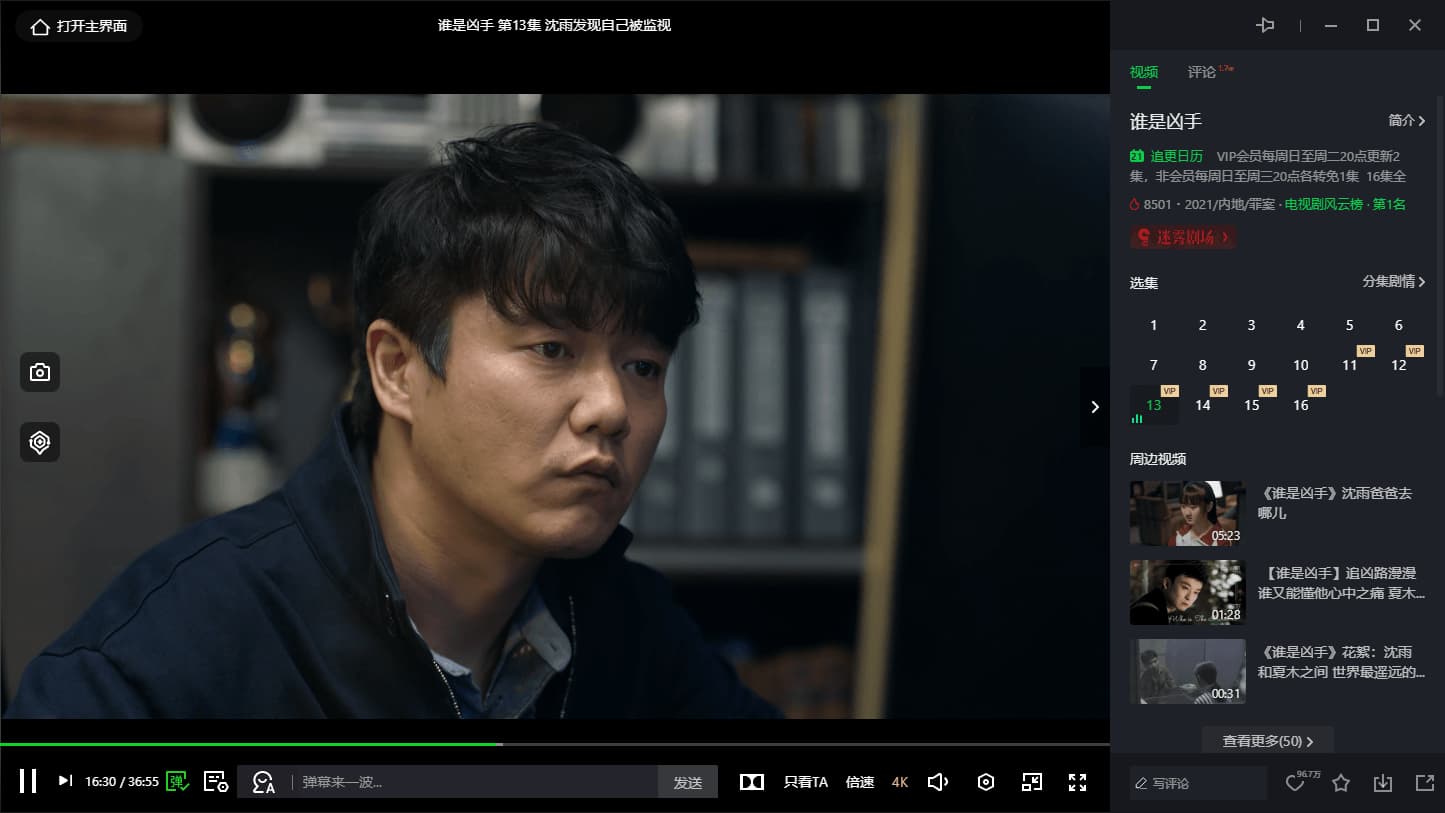 打开主界面
谁是凶手 第13集 沈雨发现自己被监视
视频
评论 1.7w
谁是凶手
简介
21 追更日历 VIP会员每周日至周二20点更新2
集，非会员每周日至周三20点各转免1集 16集全
8501 · 2021/内地/罪案 · 电视剧风云榜 · 第1名
迷雾剧场
选集
分集剧情
1 2 3 4 5 6
VIP VIP
7 8 9 10 11 12
VIP VIP VIP VIP
13 14 15 16
周边视频
《谁是凶手》沈雨爸爸去
哪儿
05:23
【谁是凶手】追凶路漫漫
谁又能懂他心中之痛 夏木...
01:28
《谁是凶手》花絮：沈雨
和夏木之间 世界最遥远的...
00:31
查看更多(50)
16:30 / 36:55
弹
A
弹幕来一波...
发送
只看TA
倍速
4K
写评论
96.7万